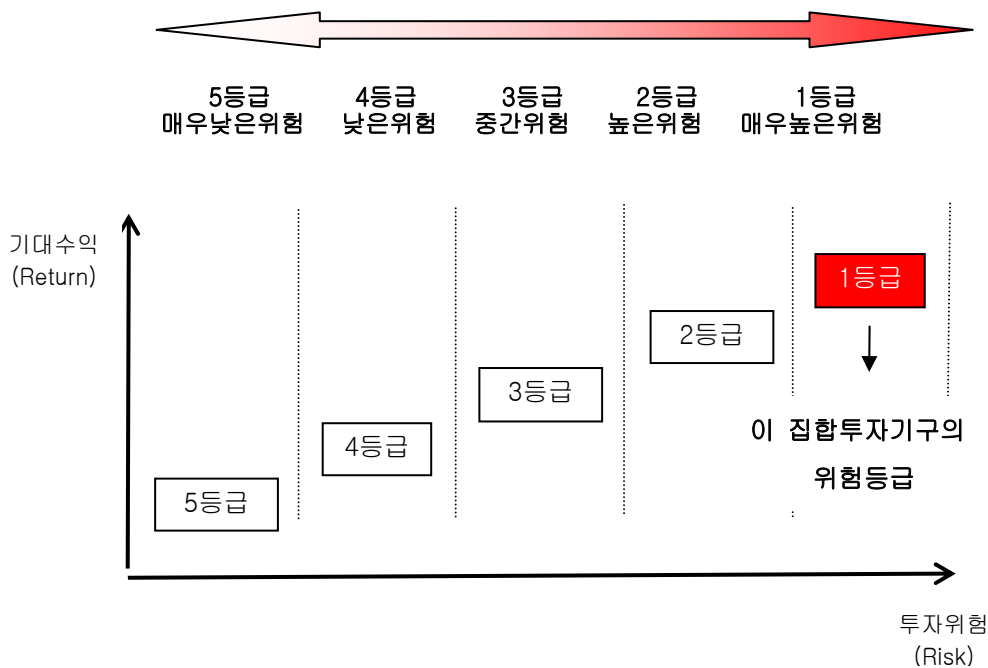 5등급
매우낮은위험
4등급
낮은위험
3등급
중간위험
2등급
높은위험
1등급
매우높은위험
기대수익
(Return)
1등급
2등급
3등급
4등급
5등급
이 집합투자기구의
위험등급
투자위험
(Risk)